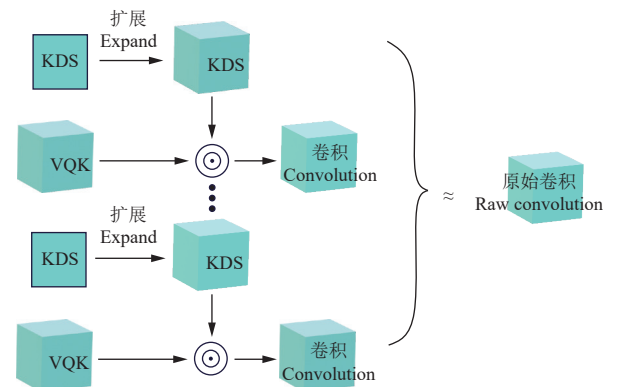 扩展
Expand
KDS
KDS
VQK
卷积
Convolution
扩展
Expand
KDS
KDS
VQK
卷积
Convolution
≈
原始卷积
Raw convolution